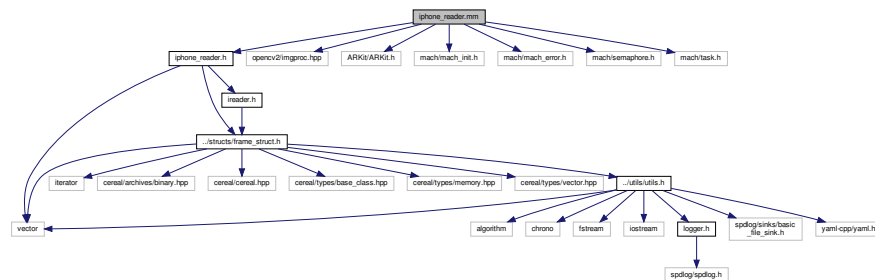 iphone_reader.mm
iphone_reader.h
opencv2/imgproc.hpp
ARKit/ARKit.h
mach/mach_init.h
mach/mach_error.h
mach/semaphore.h
mach/task.h
ireader.h
../structs/frame_struct.h
iterator
cereal/archives/binary.hpp
cereal/cereal.hpp
cereal/types/base_class.hpp
cereal/types/memory.hpp
cereal/types/vector.hpp
../utils/utils.h
vector
algorithm
chrono
fstream
iostream
logger.h
spdlog/sinks/basic
_file_sink.h
yaml-cpp/yaml.h
spdlog/spdlog.h